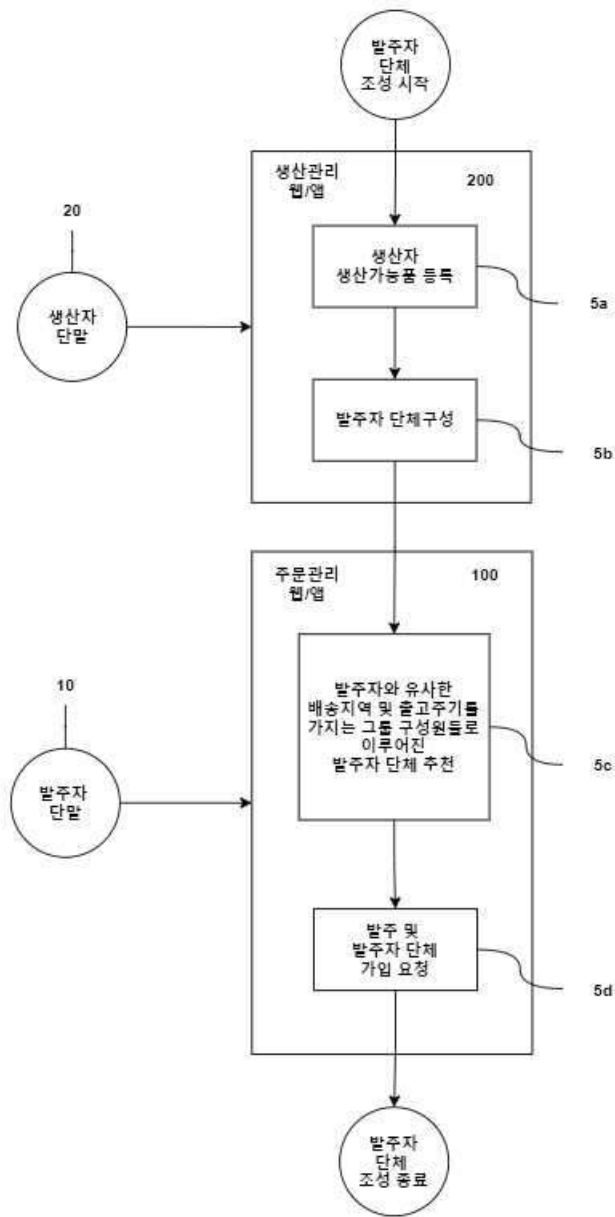 발주자
단체
조성 시작
생산관리
웹/앱
200
20
생산자
생산가능품 등록
5a
생산자
단말
발주자 단체구성
5b
주문관리
웹/앱
100
10
발주자와 유사한
배송지역 및 출고주기를
가지는 그룹 구성원들로
이루어진
발주자 단체 추천
5c
발주자
단말
발주 및
발주자 단체
가입 요청
5d
발주자
단체
조성 종료